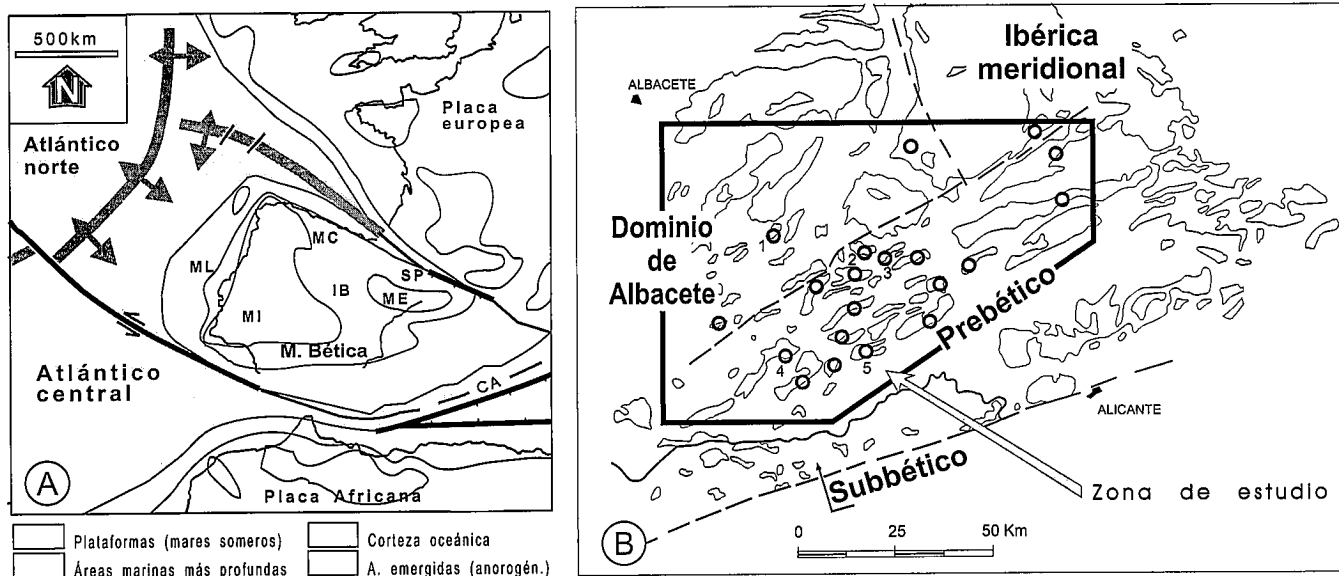 500km
N
Atlántico
norte
Placa
europea
MC
ML
SP
IB
ME
MI
M. Bética
Atlántico
central
CA
Placa Africana
A
Plataformas (mares someros)
Corteza oceánica
Áreas marinas más profundas
A. emergidas (anorogén.)
Ibérica
meridional
ALBACETE
Dominio
de
Albacete
1
2
3
4
5
Prebético
ALICANTE
Subbético
Zona de estudio
0 25 50 Km
B